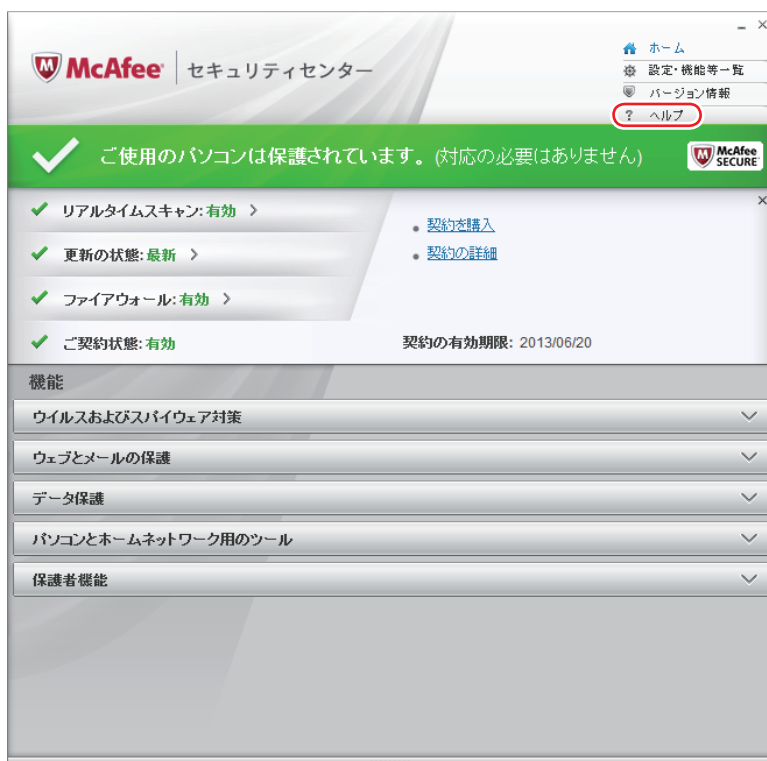 McAfee セキュリティセンター
ホーム
設定・機能等一覧
バージョン情報
? ヘルプ
ご使用のパソコンは保護されています。(対応の必要はありません)
McAfee
SECURE
リアルタイムスキャン:有効
更新の状態:最新
ファイアウォール:有効
ご契約状態:有効
契約を購入
契約の詳細
契約の有効期限: 2013/06/20
機能
ウイルスおよびスパイウェア対策
ウェブとメールの保護
データ保護
パソコンとホームネットワーク用のツール
保護者機能